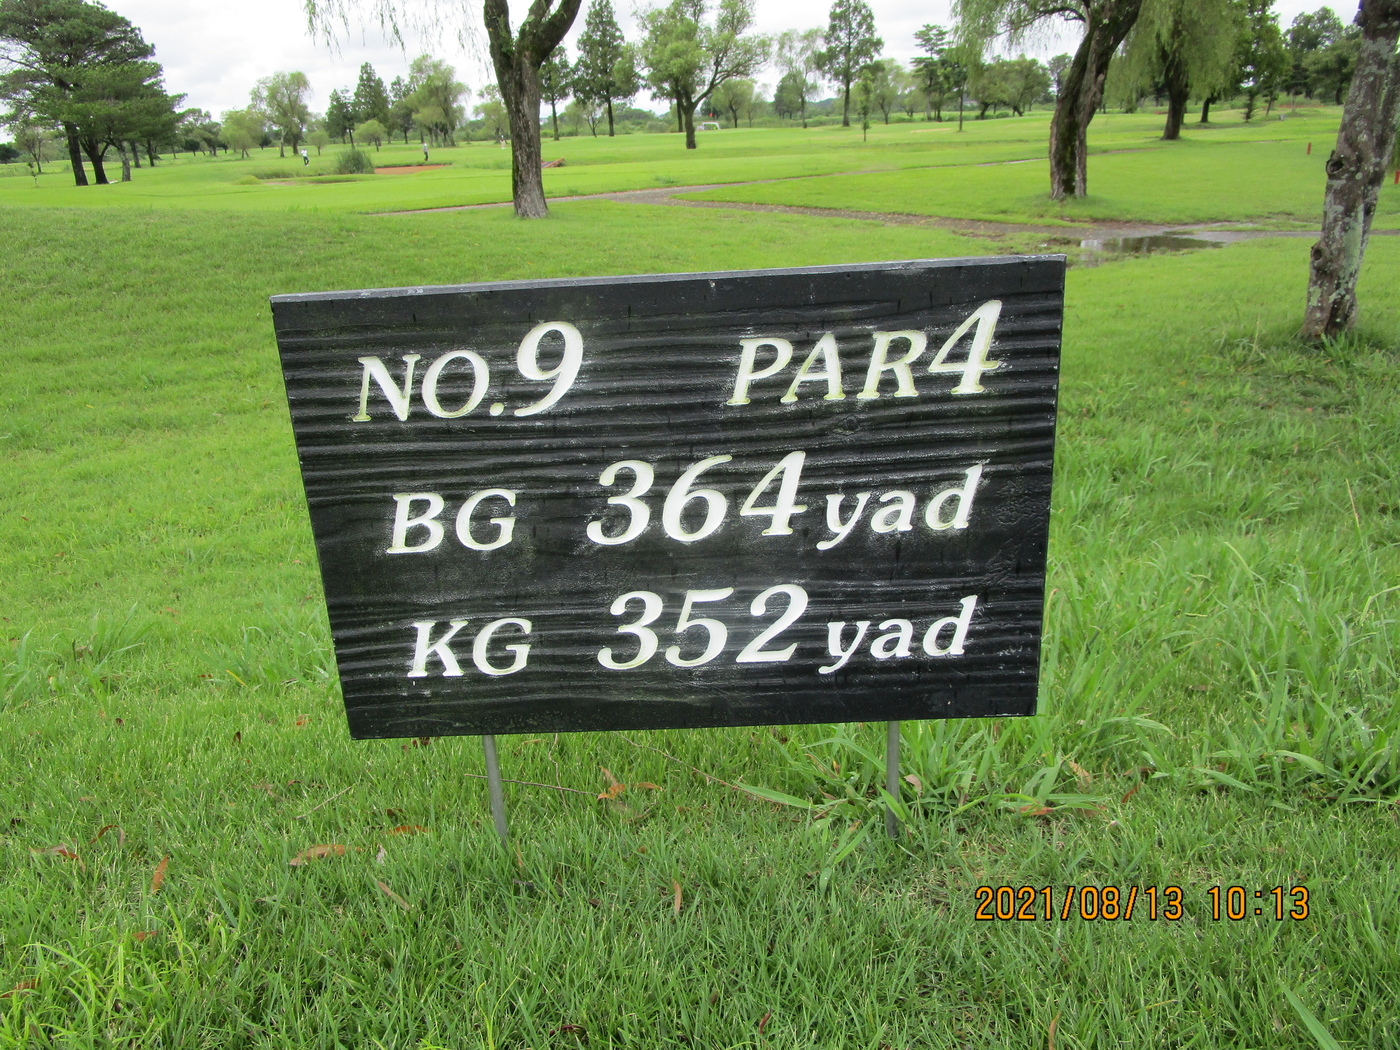 NO.9 PAR4
BG 364yad
KG 352yad
2021/08/13 10:13